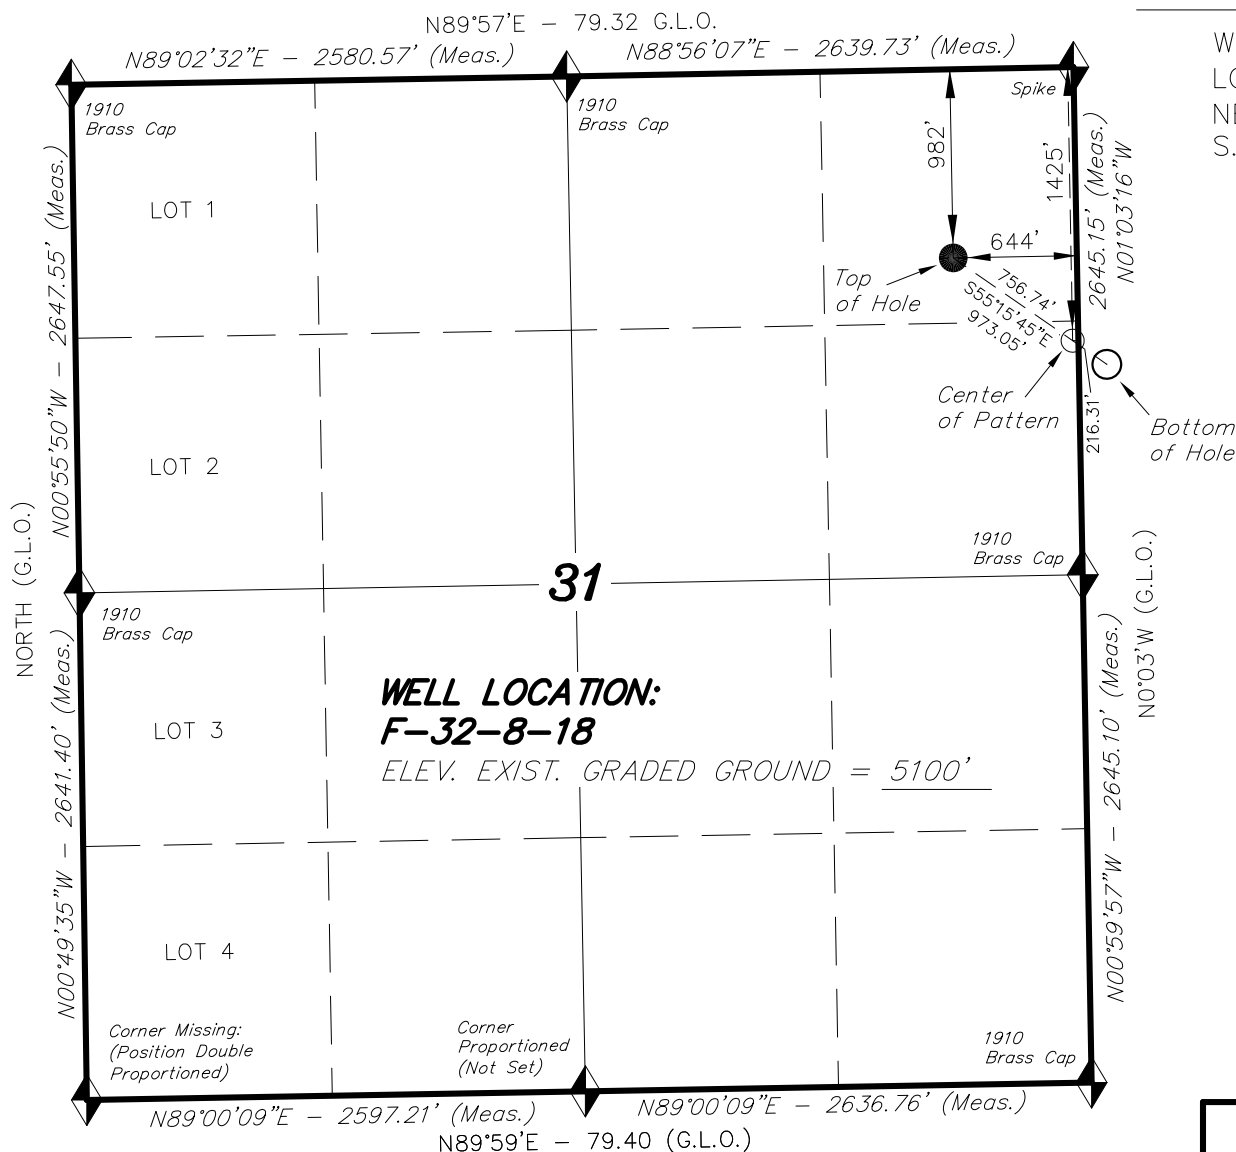 N89°57'E - 79.32 G.L.O.
N89°02'32"E - 2580.57' (Meas.)
N88°56'07"E - 2639.73' (Meas.)
W
LO
NE
S.
1910
Brass Cap
1910
Brass Cap
Spike
982'
1425'
2645.15' (Meas.)
N01°03'16"W
LOT 1
644'
Top
of Hole
756.74'
S55°15'45"E
973.05'
N00°55'50"W - 2647.55' (Meas.)
Center
of Pattern
216.31'
Bottom
of Hole
LOT 2
NORTH (G.L.O.)
1910
Brass Cap
31
1910
Brass Cap
N0°03'W (G.L.O.)
WELL LOCATION:
F-32-8-18
ELEV. EXIST. GRADED GROUND = 5100'
LOT 3
N00°49'35"W - 2641.40' (Meas.)
N00°59'57"W - 2645.10' (Meas.)
LOT 4
Corner Missing:
(Position Double
Proportioned)
Corner
Proportioned
(Not Set)
1910
Brass Cap
N89°00'09"E - 2597.21' (Meas.)
N89°00'09"E - 2636.76' (Meas.)
N89°59'E - 79.40 (G.L.O.)